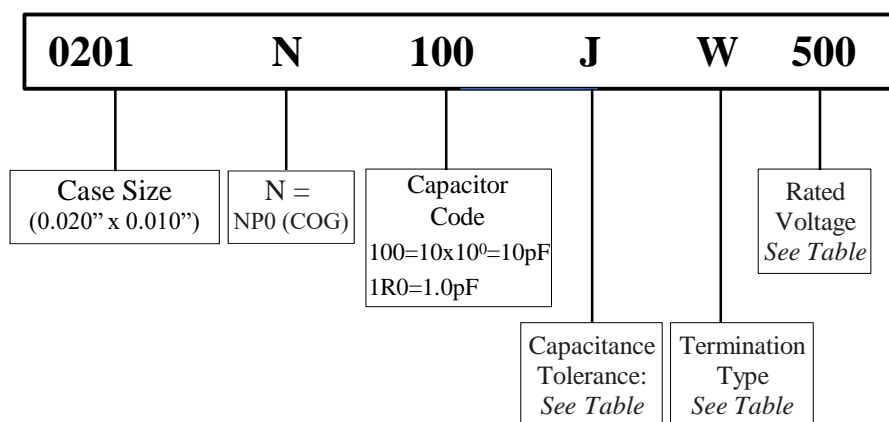 0201 N 100 J W 500
Case Size
(0.020” x 0.010”)
N =
NP0 (COG)
Capacitor
Code
100=10x10⁰=10pF
1R0=1.0pF
Rated
Voltage
See Table
Capacitance
Tolerance:
See Table
Termination
Type
See Table